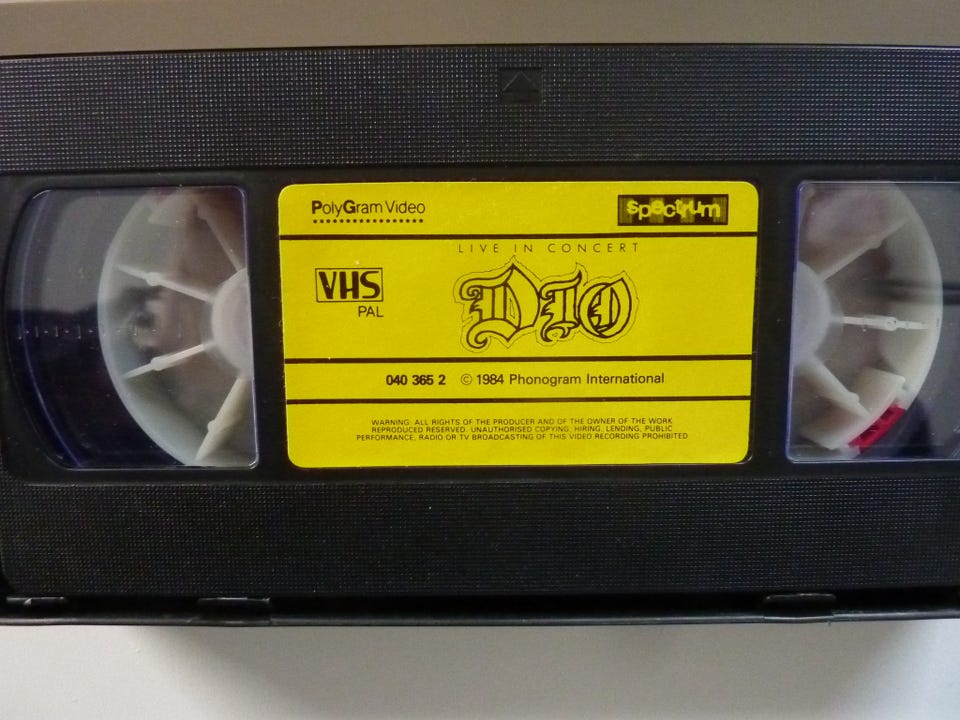 PolyGram Video
spectrum
LIVE IN CONCERT
DIO
VHS
PAL
040 365 2 © 1984 Phonogram International
WARNING: ALL RIGHTS OF THE PRODUCER AND OF THE OWNER OF THE WORK
REPRODUCED RESERVED. UNAUTHORISED COPYING, HIRING, LENDING, PUBLIC
PERFORMANCE, RADIO OR TV BROADCASTING OF THIS VIDEO RECORDING PROHIBITED